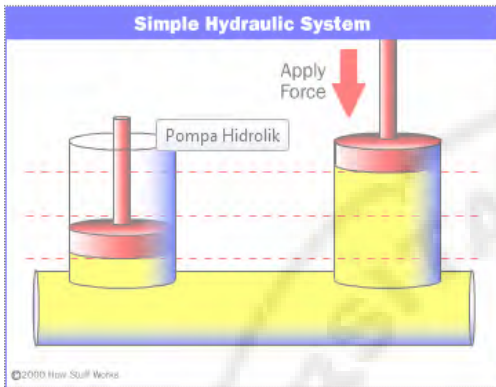 Simple Hydraulic System
Apply
Force
Pompa Hidrolik
©2000 How Stuff Works